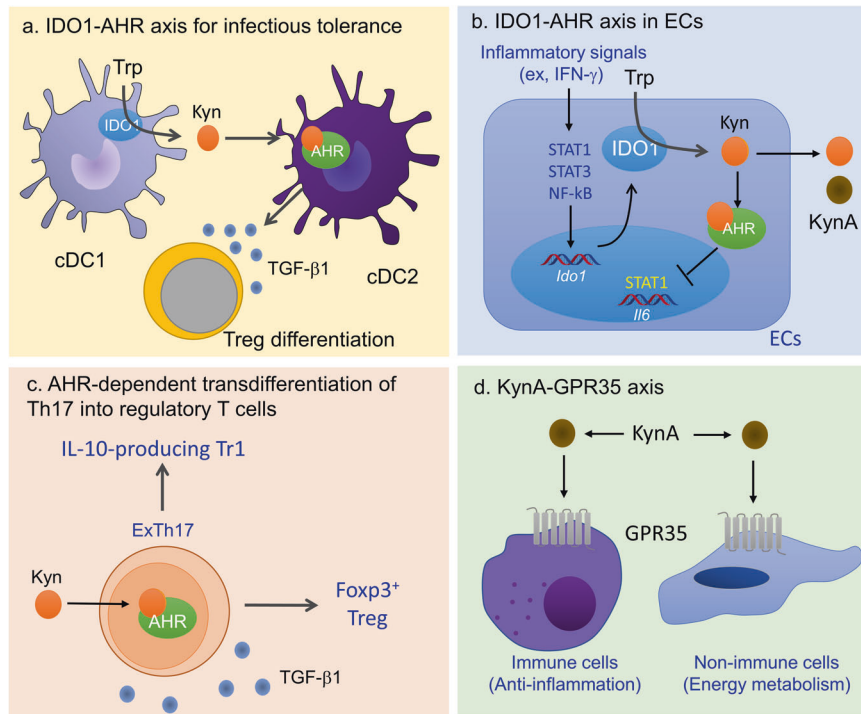 a. IDO1-AHR axis for infectious tolerance
Trp
IDO1
Kyn
AHR
cDC1
cDC2
TGF-β1
Treg differentiation
b. IDO1-AHR axis in ECs
Inflammatory signals
(ex, IFN-γ)
Trp
STAT1
STAT3
NF-kB
IDO1
Kyn
KynA
AHR
Ido1
STAT1
Il6
ECs
c. AHR-dependent transdifferentiation of
Th17 into regulatory T cells
IL-10-producing Tr1
ExTh17
Kyn
AHR
Foxp3⁺
Treg
TGF-β1
d. KynA-GPR35 axis
KynA
GPR35
Immune cells
(Anti-inflammation)
Non-immune cells
(Energy metabolism)